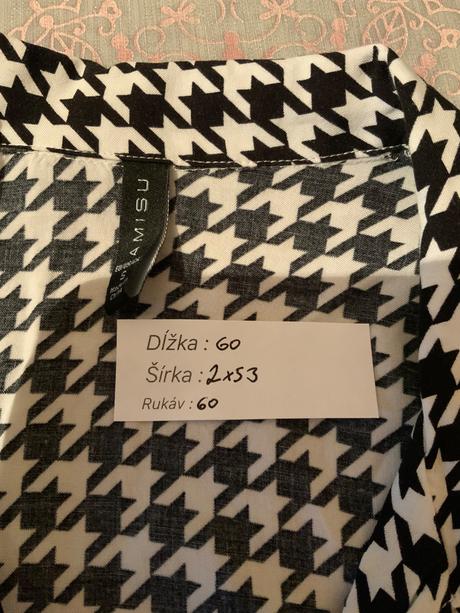 AMISU
Dĺžka : 60
Šírka : 2x53
Rukáv : 60